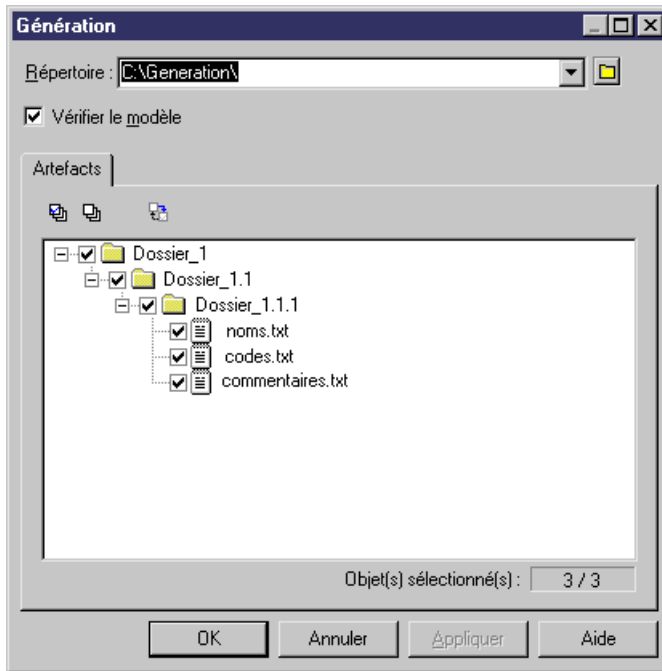 Génération
Répertoire : C:\Generation\
Vérifier le modèle
Artefacts
Dossier_1
Dossier_1.1
Dossier_1.1.1
noms.txt
codes.txt
commentaires.txt
Objet(s) sélectionné(s) : 3 / 3
OK Annuler Appliquer Aide